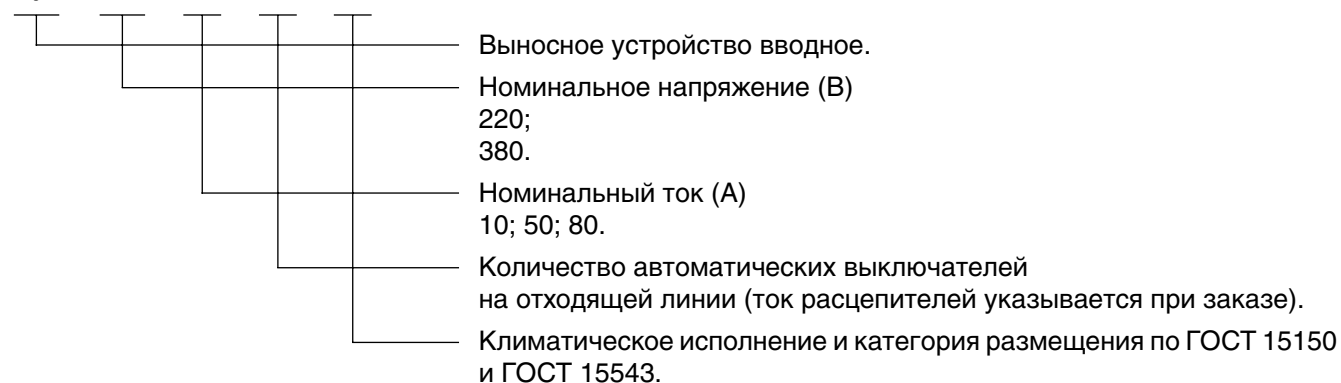 Выносное устройство вводное.
Номинальное напряжение (В)
220;
380.
Номинальный ток (А)
10; 50; 80.
Количество автоматических выключателей
на отходящей линии (ток расцепителей указывается при заказе).
Климатическое исполнение и категория размещения по ГОСТ 15150
и ГОСТ 15543.